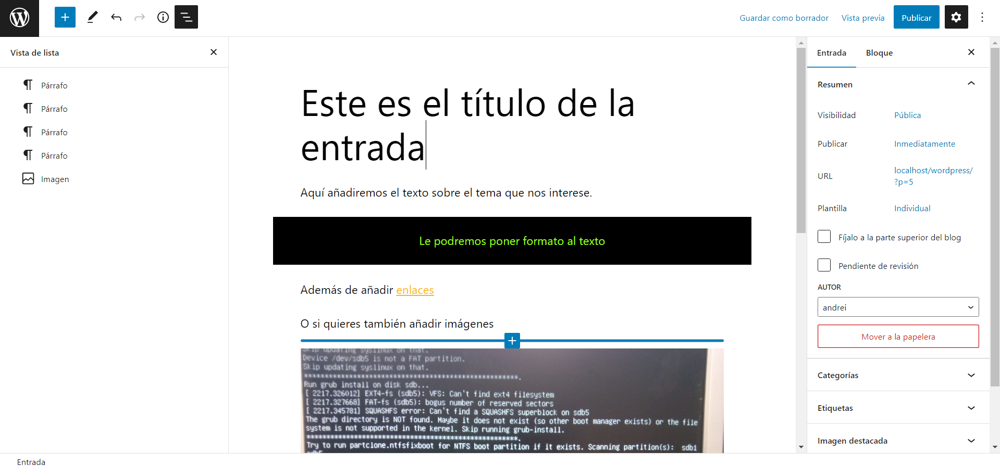 Guardar como borrador
Vista previa
Publicar
Vista de lista
Párrafo
Párrafo
Párrafo
Párrafo
Imagen
Este es el título de la
entrada
Aquí añadiremos el texto sobre el tema que nos interese.
Le podremos poner formato al texto
Además de añadir enlaces
O si quieres también añadir imágenes
Skip updating syslinux on that.
Device /dev/sdb5 is not a FAT partition.
Skip updating syslinux on that.
****************************************************.
Run grub install on disk sdb...
[ 2217.326012] EXT4-fs (sdb5): VFS: Can't find ext4 filesystem
[ 2217.327668] FAT-fs (sdb5): bogus number of reserved sectors
[ 2217.345781] SQUASHFS error: Can't find a SQUASHFS superblock on sdb5
The grub directory is NOT found. Maybe it does not exist (so other boot manager exists) or the file
system is not supported in the kernel. Skip running grub-install.
****************************************************.
Try to run partclone.ntfsfixboot for NTFS boot partition if it exists. Scanning partition(s): sdb1
Entrada Bloque
Resumen
Visibilidad Pública
Publicar Inmediatamente
URL localhost/wordpress/
?p=5
Plantilla Individual
Fíjalo a la parte superior del blog
Pendiente de revisión
AUTOR
andrei
Mover a la papelera
Categorías
Etiquetas
Imagen destacada
Entrada